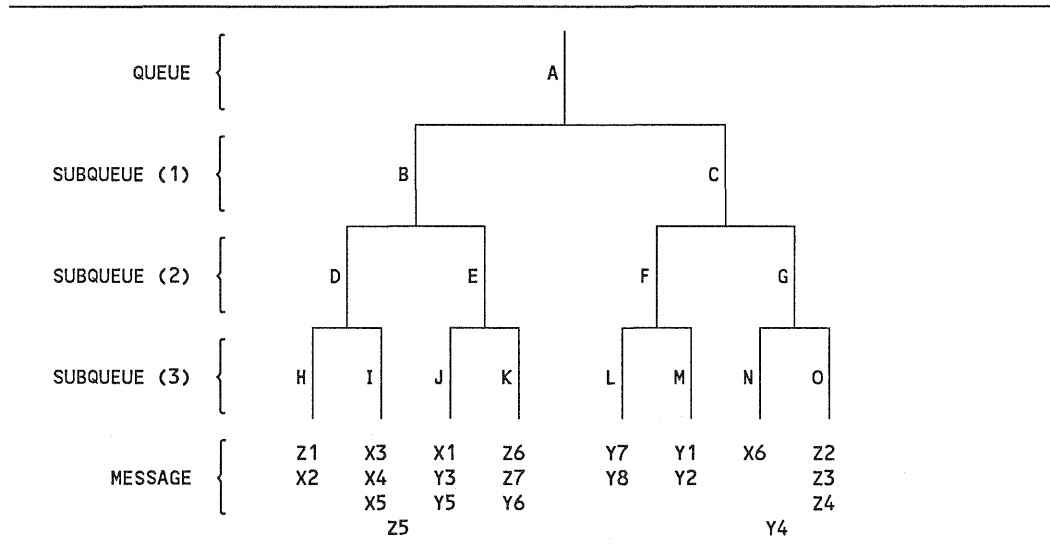 QUEUE A
SUBQUEUE (1) B C
SUBQUEUE (2) D E F G
SUBQUEUE (3) H I J K L M N O
Z1 X3 X1 Z6 Y7 Y1 X6 Z2
MESSAGE X2 X4 Y3 Z7 Y8 Y2 Z3
X5 Y5 Y6 Z4
Z5 Y4